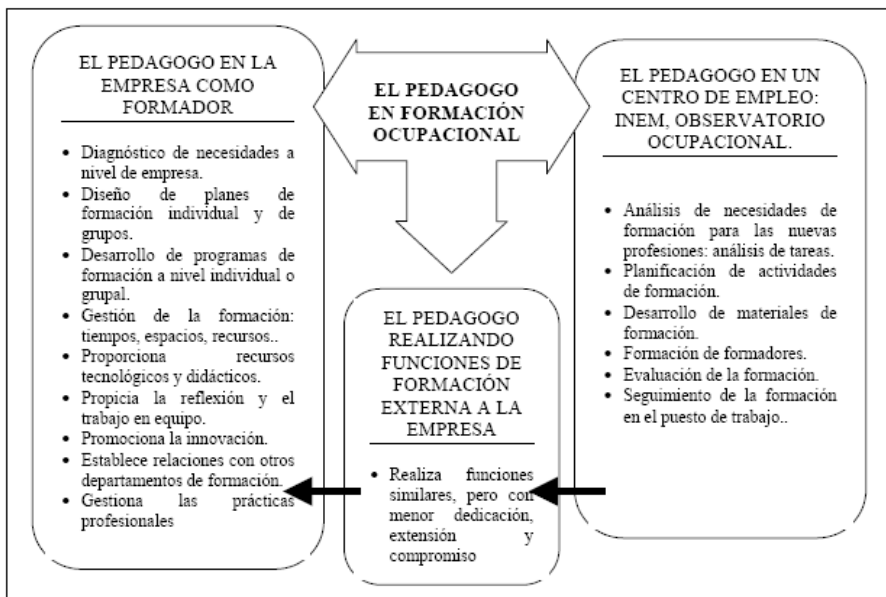 EL PEDAGOGO EN LA
EMPRESA COMO
FORMADOR
• Diagnóstico de necesidades a
nivel de empresa.
• Diseño de planes de
formación individual y de
grupos.
• Desarrollo de programas de
formación a nivel individual o
grupal.
• Gestión de la formación:
tiempos, espacios, recursos..
• Proporciona recursos
tecnológicos y didácticos.
• Propicia la reflexión y el
trabajo en equipo.
• Promociona la innovación.
• Establece relaciones con otros
departamentos de formación.
• Gestiona las prácticas
profesionales
EL PEDAGOGO
EN FORMACIÓN
OCUPACIONAL
EL PEDAGOGO
REALIZANDO
FUNCIONES DE
FORMACIÓN
EXTERNA A LA
EMPRESA
• Realiza funciones
similares, pero con
menor dedicación,
extensión y
compromiso
EL PEDAGOGO EN UN
CENTRO DE EMPLEO:
INEM, OBSERVATORIO
OCUPACIONAL.
• Análisis de necesidades de
formación para las nuevas
profesiones: análisis de tareas.
• Planificación de actividades
de formación.
• Desarrollo de materiales de
formación.
• Formación de formadores.
• Evaluación de la formación.
• Seguimiento de la formación
en el puesto de trabajo..